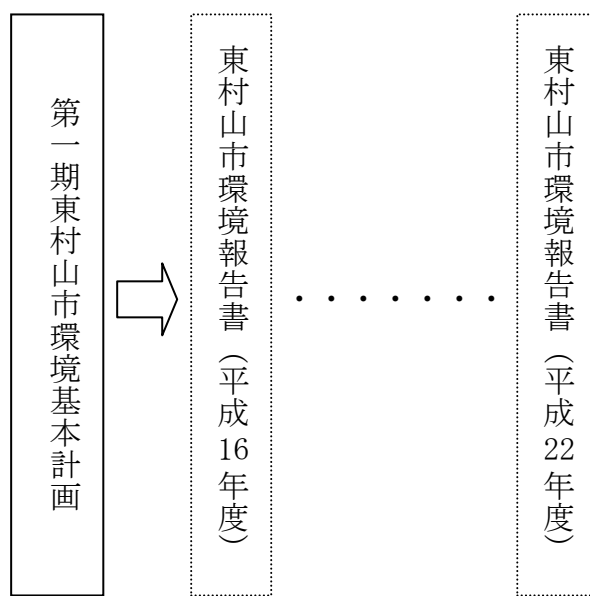 第一期東村山市環境基本計画
東村山市環境報告書（平成16年度）
・・・・・・・
東村山市環境報告書（平成22年度）